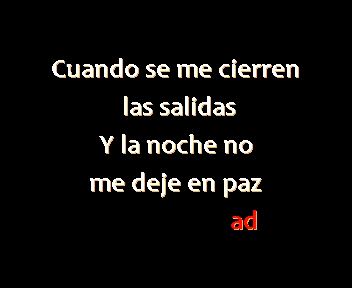 Cuando se me cierren
las salidas
Y la noche no
me deje en paz
ad